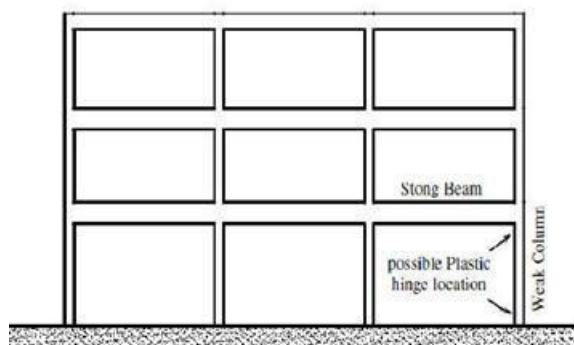 Stong Beam
possible Plastic
hinge location
Weak Column